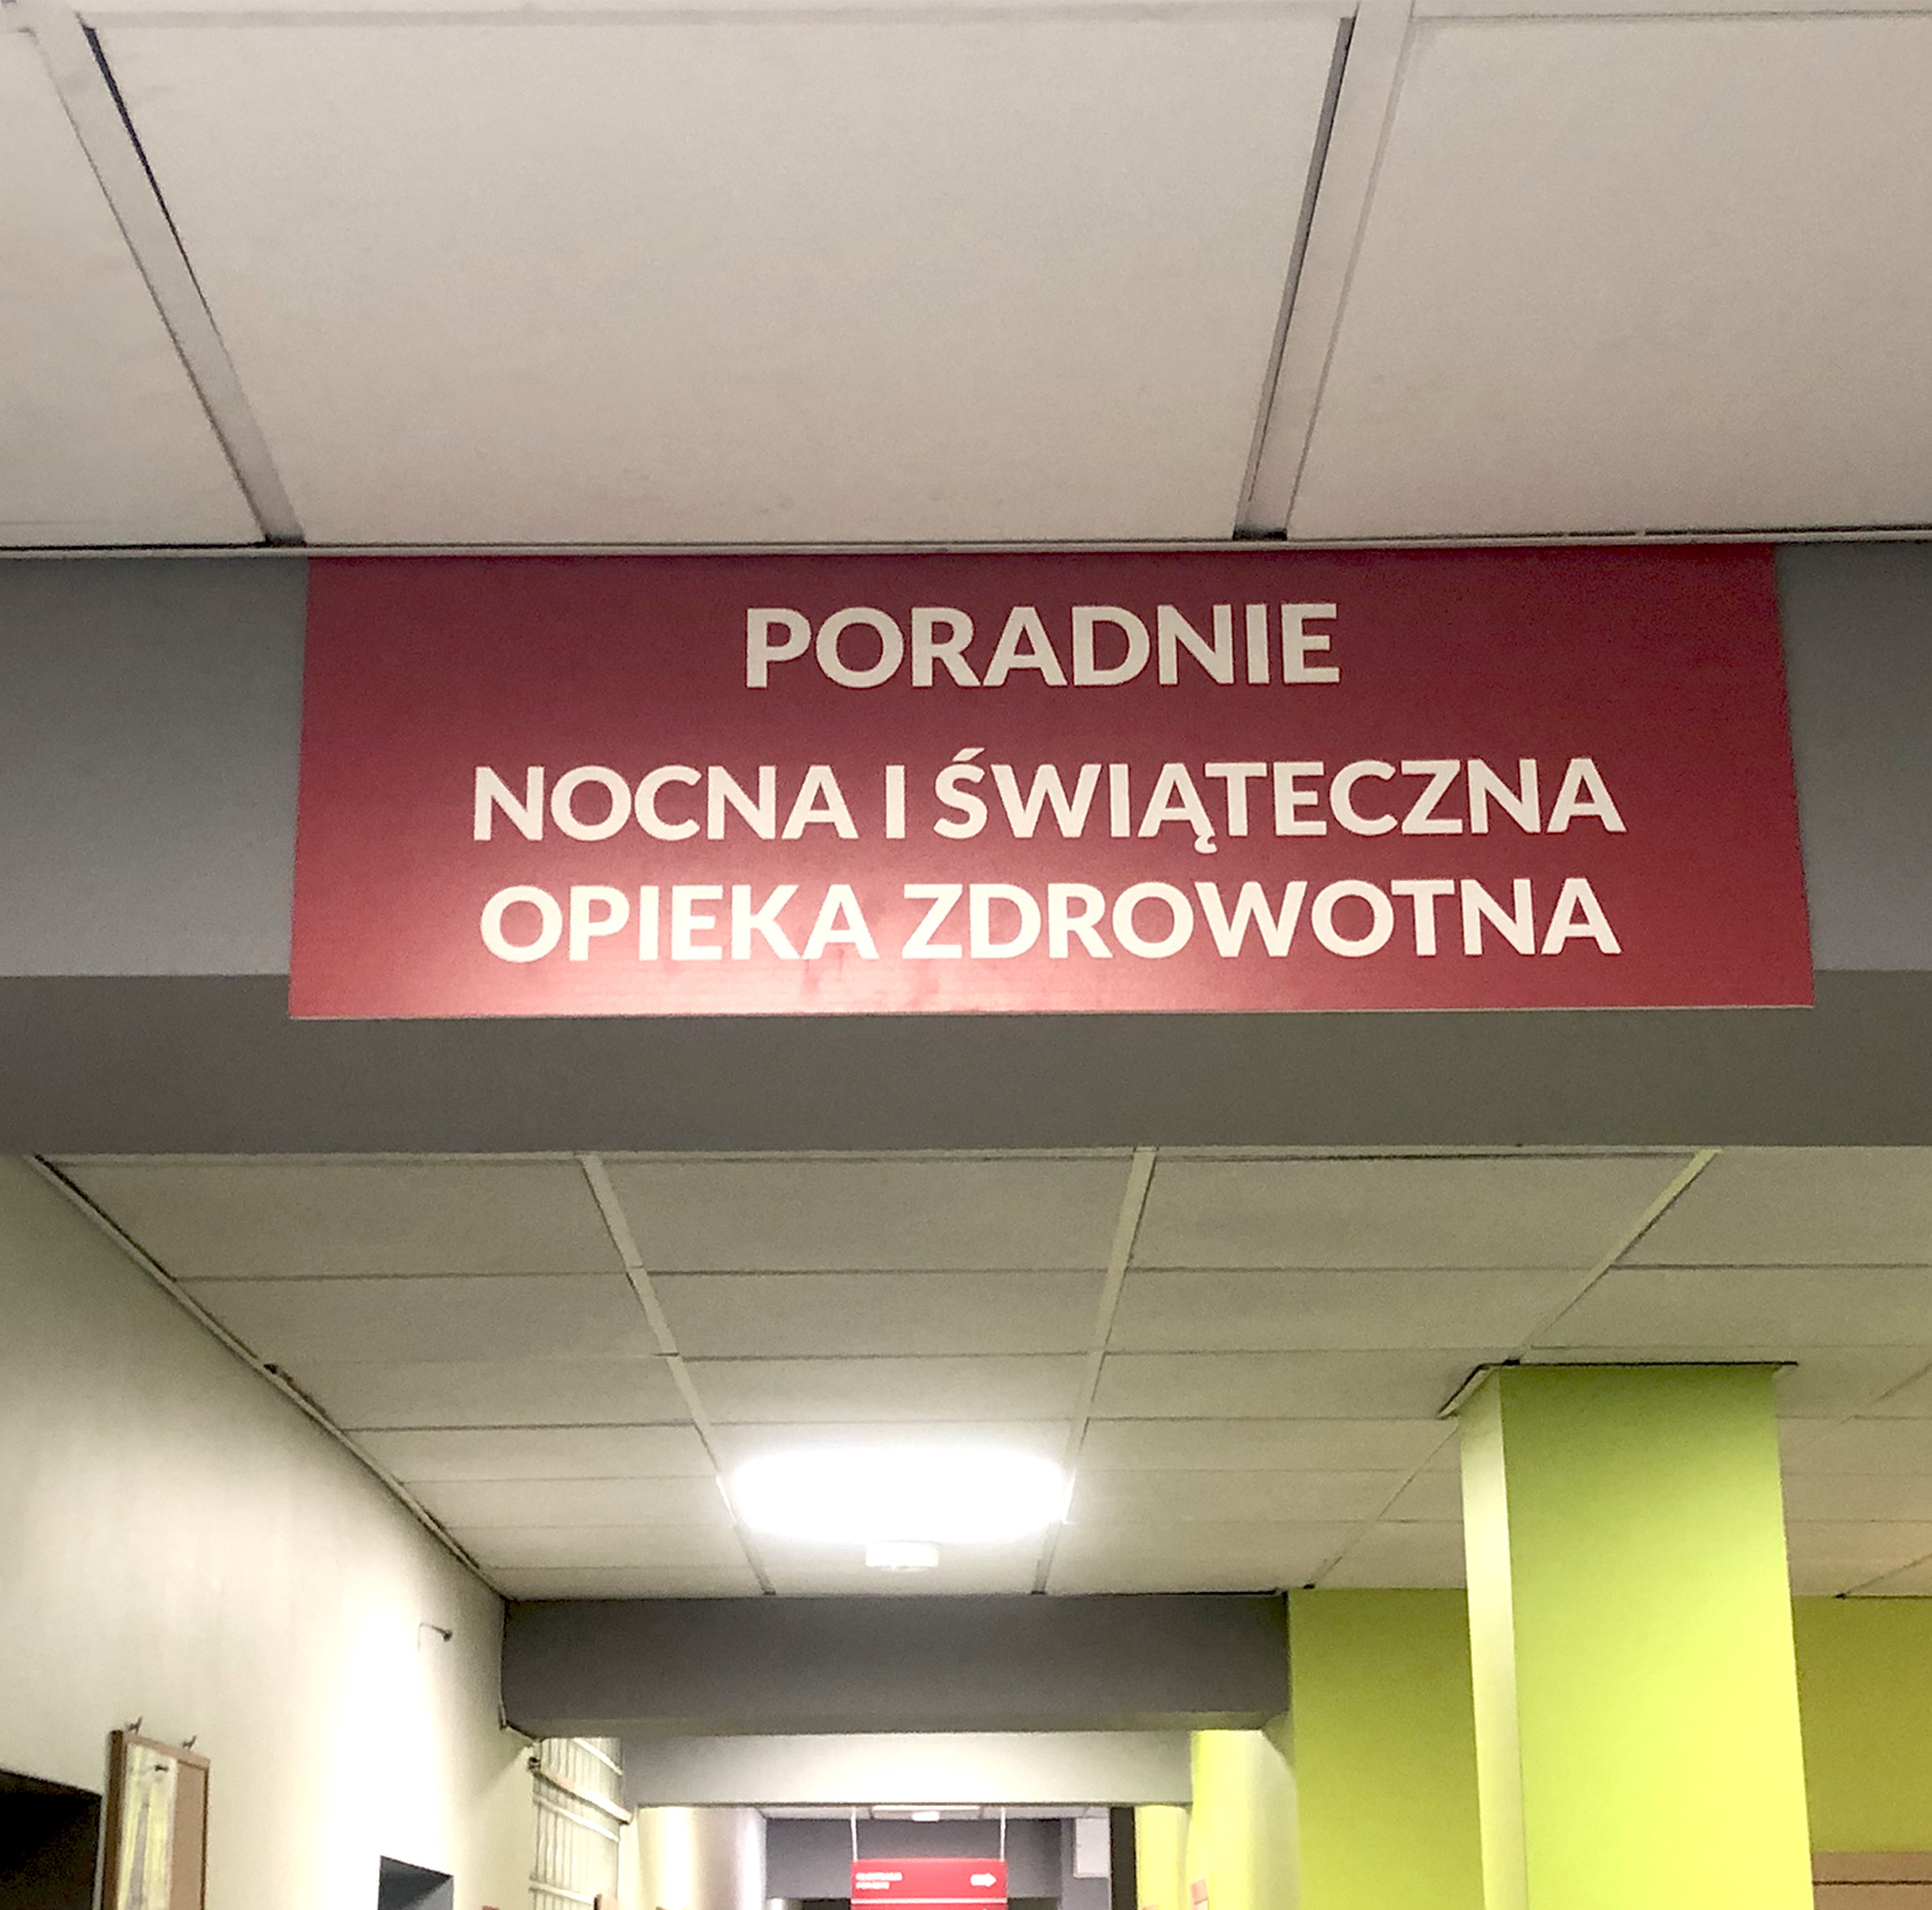 PORADNIE
NOCNA I ŚWIĄTECZNA
OPIEKA ZDROWOTNA